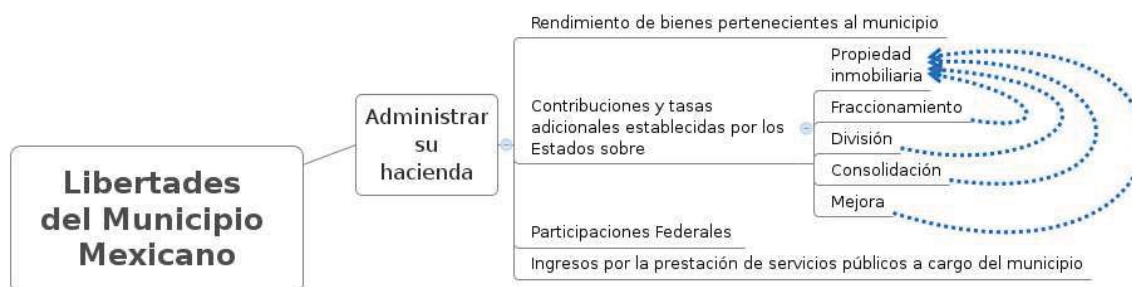 Libertades
del Municipio
Mexicano
Administrar
su
hacienda
Rendimiento de bienes pertenecientes al municipio
Contribuciones y tasas
adicionales establecidas por los
Estados sobre
Propiedad
inmobiliaria
Fraccionamiento
División
Consolidación
Mejora
Participaciones Federales
Ingresos por la prestación de servicios públicos a cargo del municipio